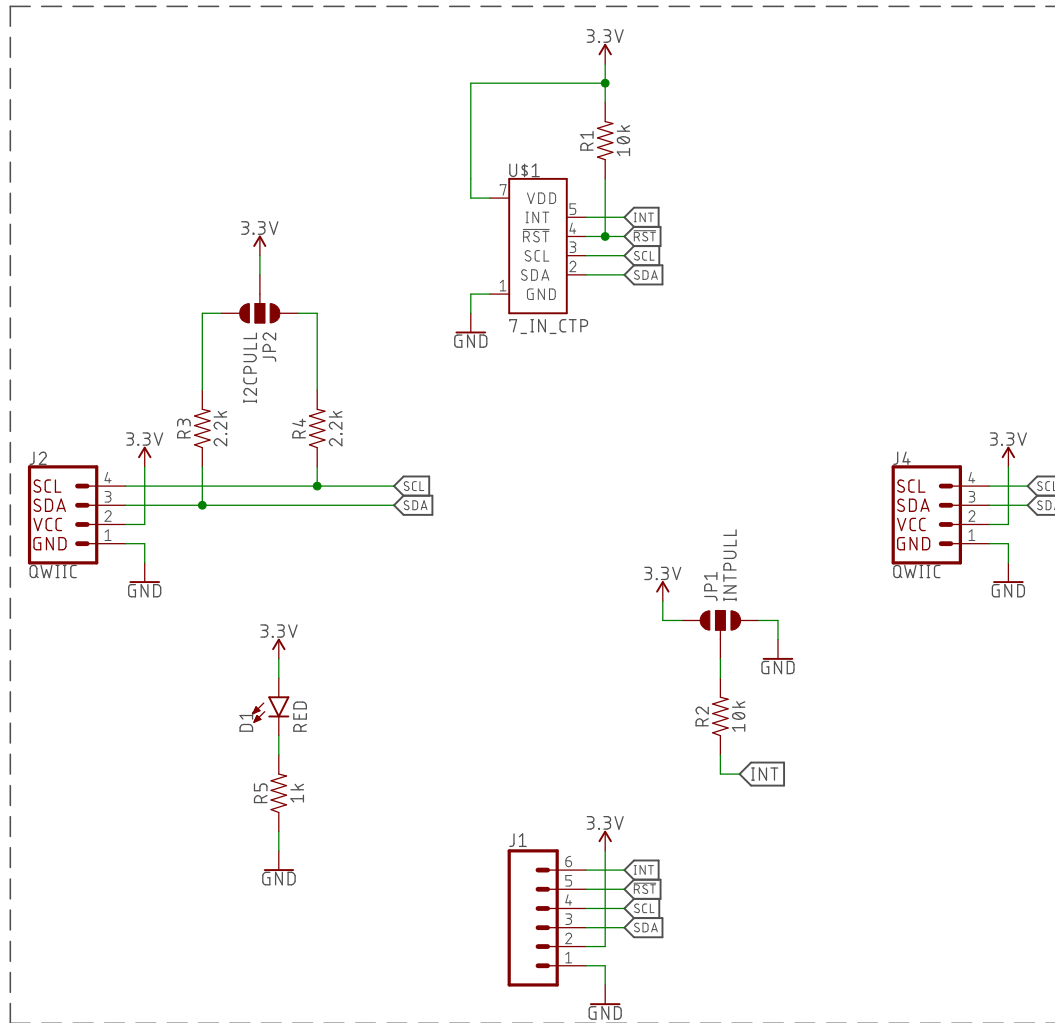 3.3V
R1
10k
U$1
7
VDD
INT
5
INT
RST
4
RST
SCL
3
SCL
SDA
2
SDA
1
GND
GND
7_IN_CTP
3.3V
I2CPULL
JP2
R3
2.2k
R4
2.2k
3.3V
J2
SCL
4
SCL
SDA
3
SDA
VCC
2
GND
1
QWIIC
GND
3.3V
J4
SCL
4
SCL
SDA
3
SDA
VCC
2
GND
1
QWIIC
GND
3.3V
JP1
INTPULL
GND
R2
10k
INT
3.3V
D1
RED
R5
1k
GND
3.3V
J1
6
INT
5
RST
4
SCL
3
SDA
2
1
GND